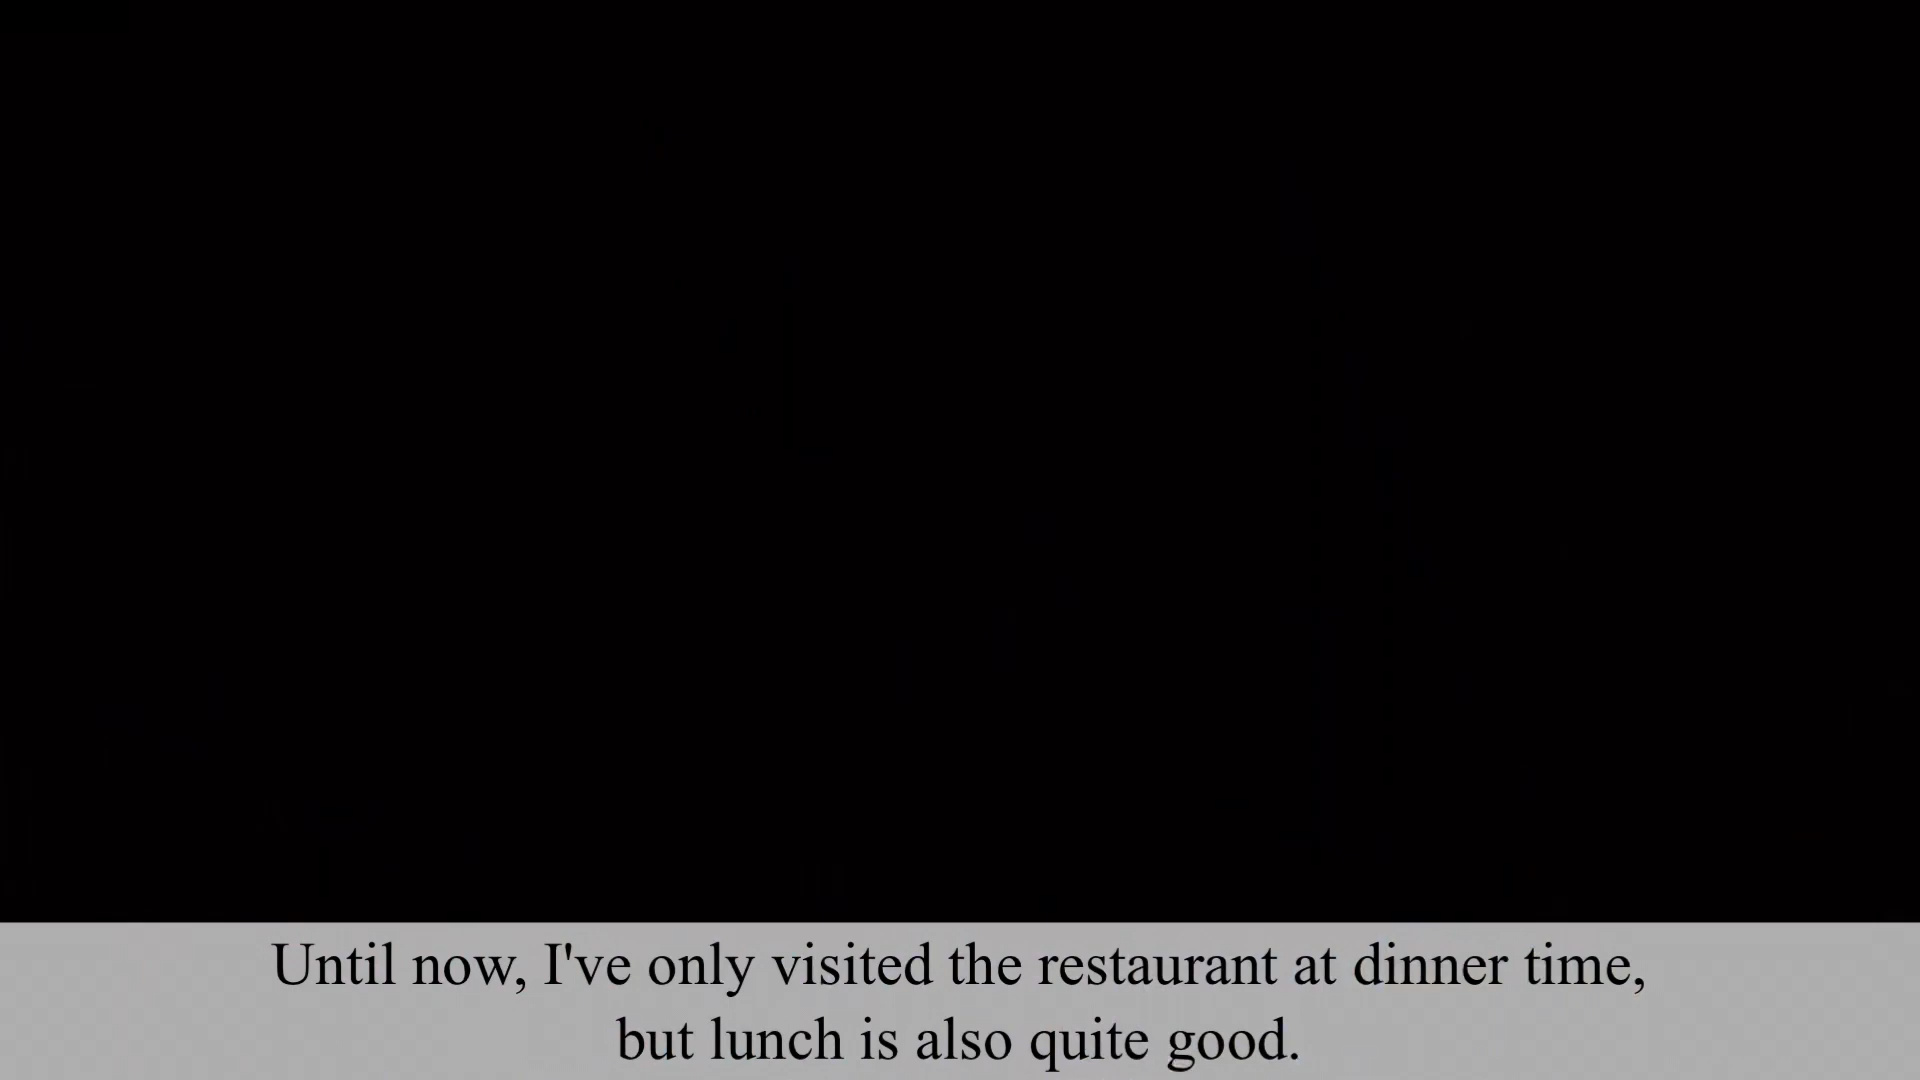 Until now, I've only visited the restaurant at dinner time,
but lunch is also quite good.